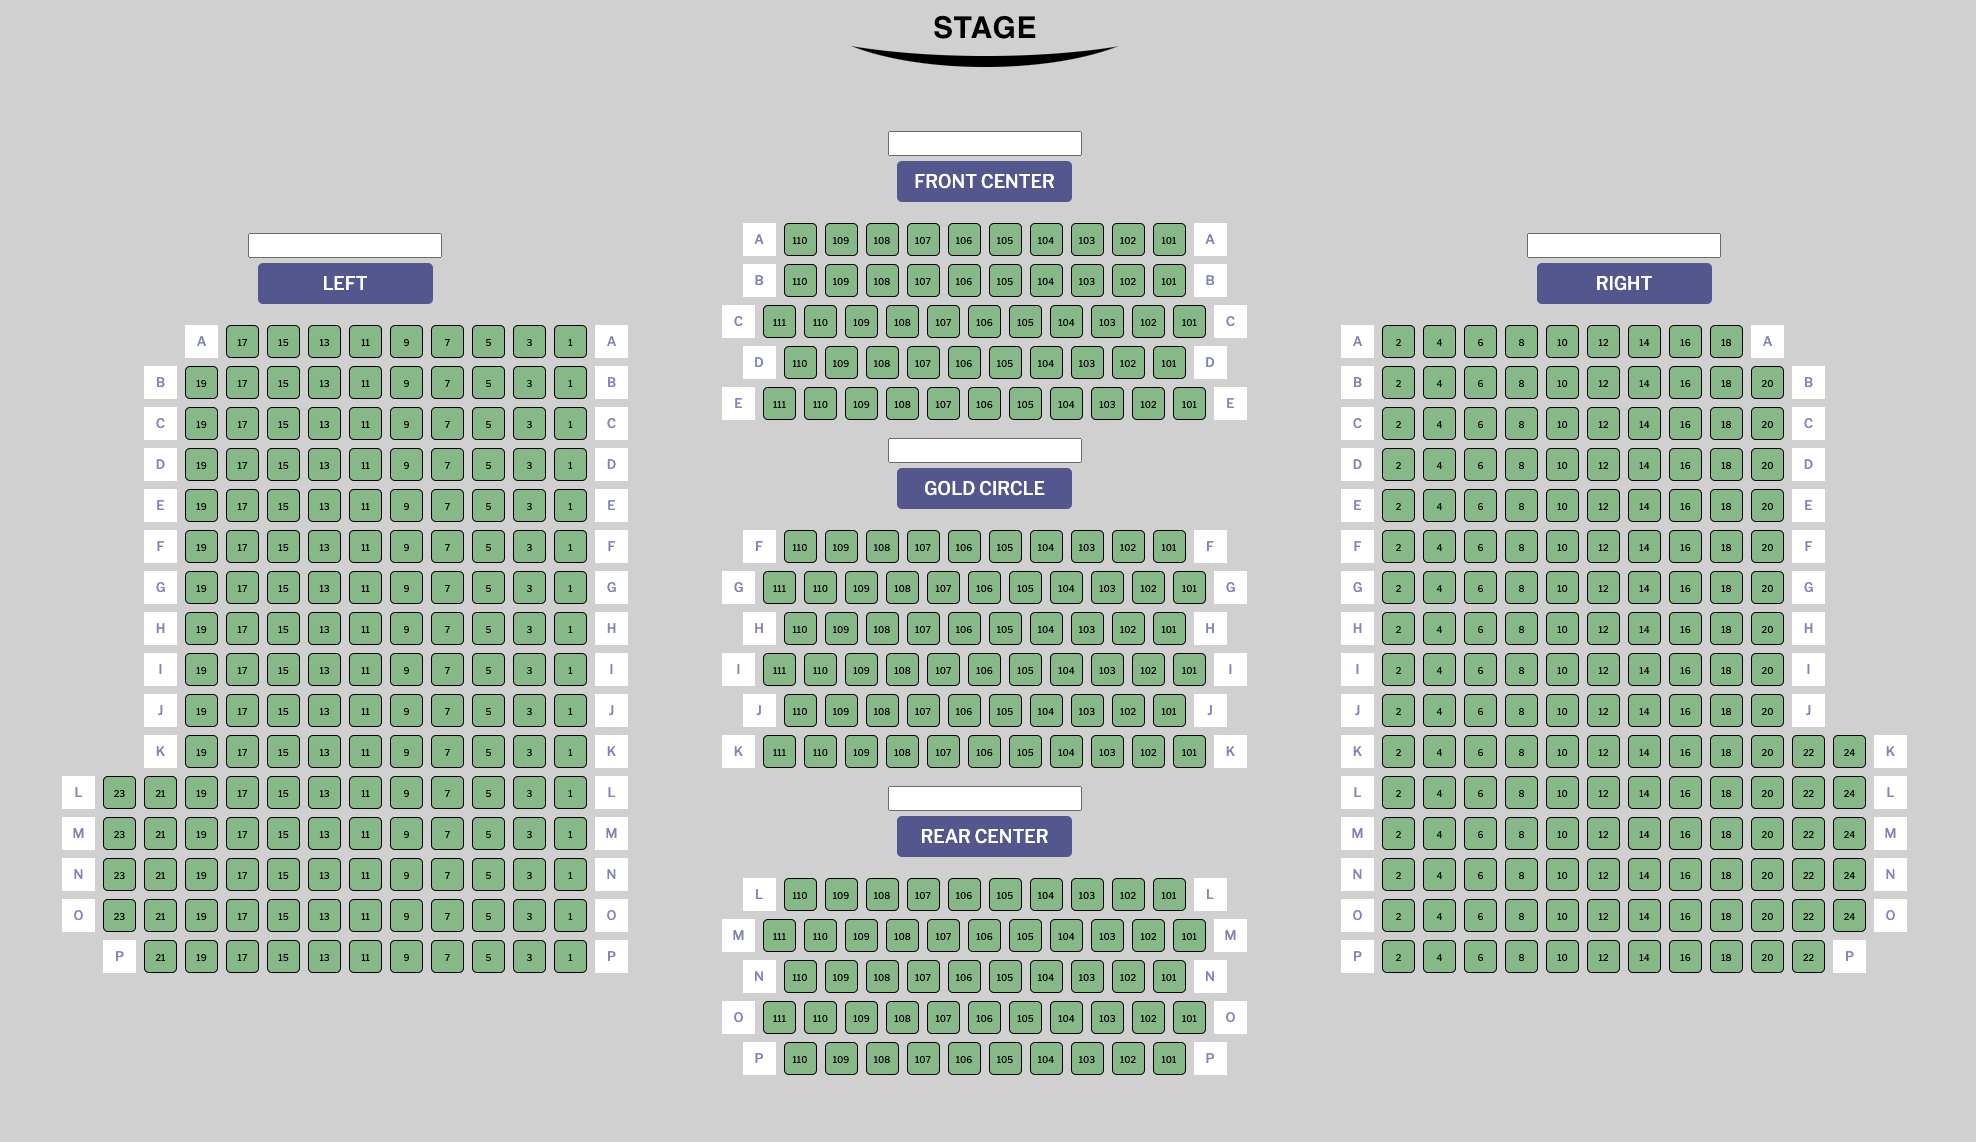 STAGE
FRONT CENTER
A 110 109 108 107 106 105 104 103 102 101 A
B 110 109 108 107 106 105 104 103 102 101 B
C 111 110 109 108 107 106 105 104 103 102 101 C
D 110 109 108 107 106 105 104 103 102 101 D
E 111 110 109 108 107 106 105 104 103 102 101 E
LEFT
A 17 15 13 11 9 7 5 3 1 A
B 19 17 15 13 11 9 7 5 3 1 B
C 19 17 15 13 11 9 7 5 3 1 C
D 19 17 15 13 11 9 7 5 3 1 D
E 19 17 15 13 11 9 7 5 3 1 E
F 19 17 15 13 11 9 7 5 3 1 F
G 19 17 15 13 11 9 7 5 3 1 G
H 19 17 15 13 11 9 7 5 3 1 H
I 19 17 15 13 11 9 7 5 3 1 I
J 19 17 15 13 11 9 7 5 3 1 J
K 19 17 15 13 11 9 7 5 3 1 K
L 23 21 19 17 15 13 11 9 7 5 3 1 L
M 23 21 19 17 15 13 11 9 7 5 3 1 M
N 23 21 19 17 15 13 11 9 7 5 3 1 N
O 23 21 19 17 15 13 11 9 7 5 3 1 O
P 21 19 17 15 13 11 9 7 5 3 1 P
GOLD CIRCLE
F 110 109 108 107 106 105 104 103 102 101 F
G 111 110 109 108 107 106 105 104 103 102 101 G
H 110 109 108 107 106 105 104 103 102 101 H
I 111 110 109 108 107 106 105 104 103 102 101 I
J 110 109 108 107 106 105 104 103 102 101 J
K 111 110 109 108 107 106 105 104 103 102 101 K
REAR CENTER
L 110 109 108 107 106 105 104 103 102 101 L
M 111 110 109 108 107 106 105 104 103 102 101 M
N 110 109 108 107 106 105 104 103 102 101 N
O 111 110 109 108 107 106 105 104 103 102 101 O
P 110 109 108 107 106 105 104 103 102 101 P
RIGHT
A 2 4 6 8 10 12 14 16 18 A
B 2 4 6 8 10 12 14 16 18 20 B
C 2 4 6 8 10 12 14 16 18 20 C
D 2 4 6 8 10 12 14 16 18 20 D
E 2 4 6 8 10 12 14 16 18 20 E
F 2 4 6 8 10 12 14 16 18 20 F
G 2 4 6 8 10 12 14 16 18 20 G
H 2 4 6 8 10 12 14 16 18 20 H
I 2 4 6 8 10 12 14 16 18 20 I
J 2 4 6 8 10 12 14 16 18 20 J
K 2 4 6 8 10 12 14 16 18 20 22 24 K
L 2 4 6 8 10 12 14 16 18 20 22 24 L
M 2 4 6 8 10 12 14 16 18 20 22 24 M
N 2 4 6 8 10 12 14 16 18 20 22 24 N
O 2 4 6 8 10 12 14 16 18 20 22 24 O
P 2 4 6 8 10 12 14 16 18 20 22 P